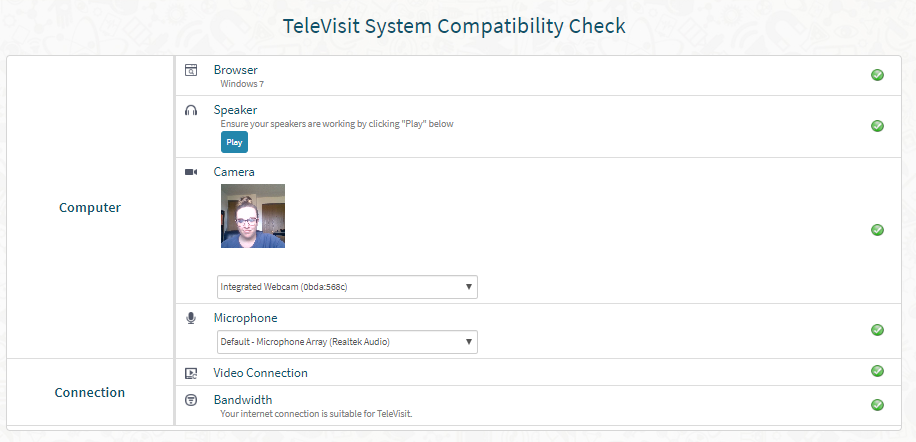 TeleVisit System Compatibility Check
Computer
Browser
Windows 7
Speaker
Ensure your speakers are working by clicking "Play" below
Play
Camera
Integrated Webcam (0bda:568c)
Microphone
Default - Microphone Array (Realtek Audio)
Connection
Video Connection
Bandwidth
Your internet connection is suitable for TeleVisit.